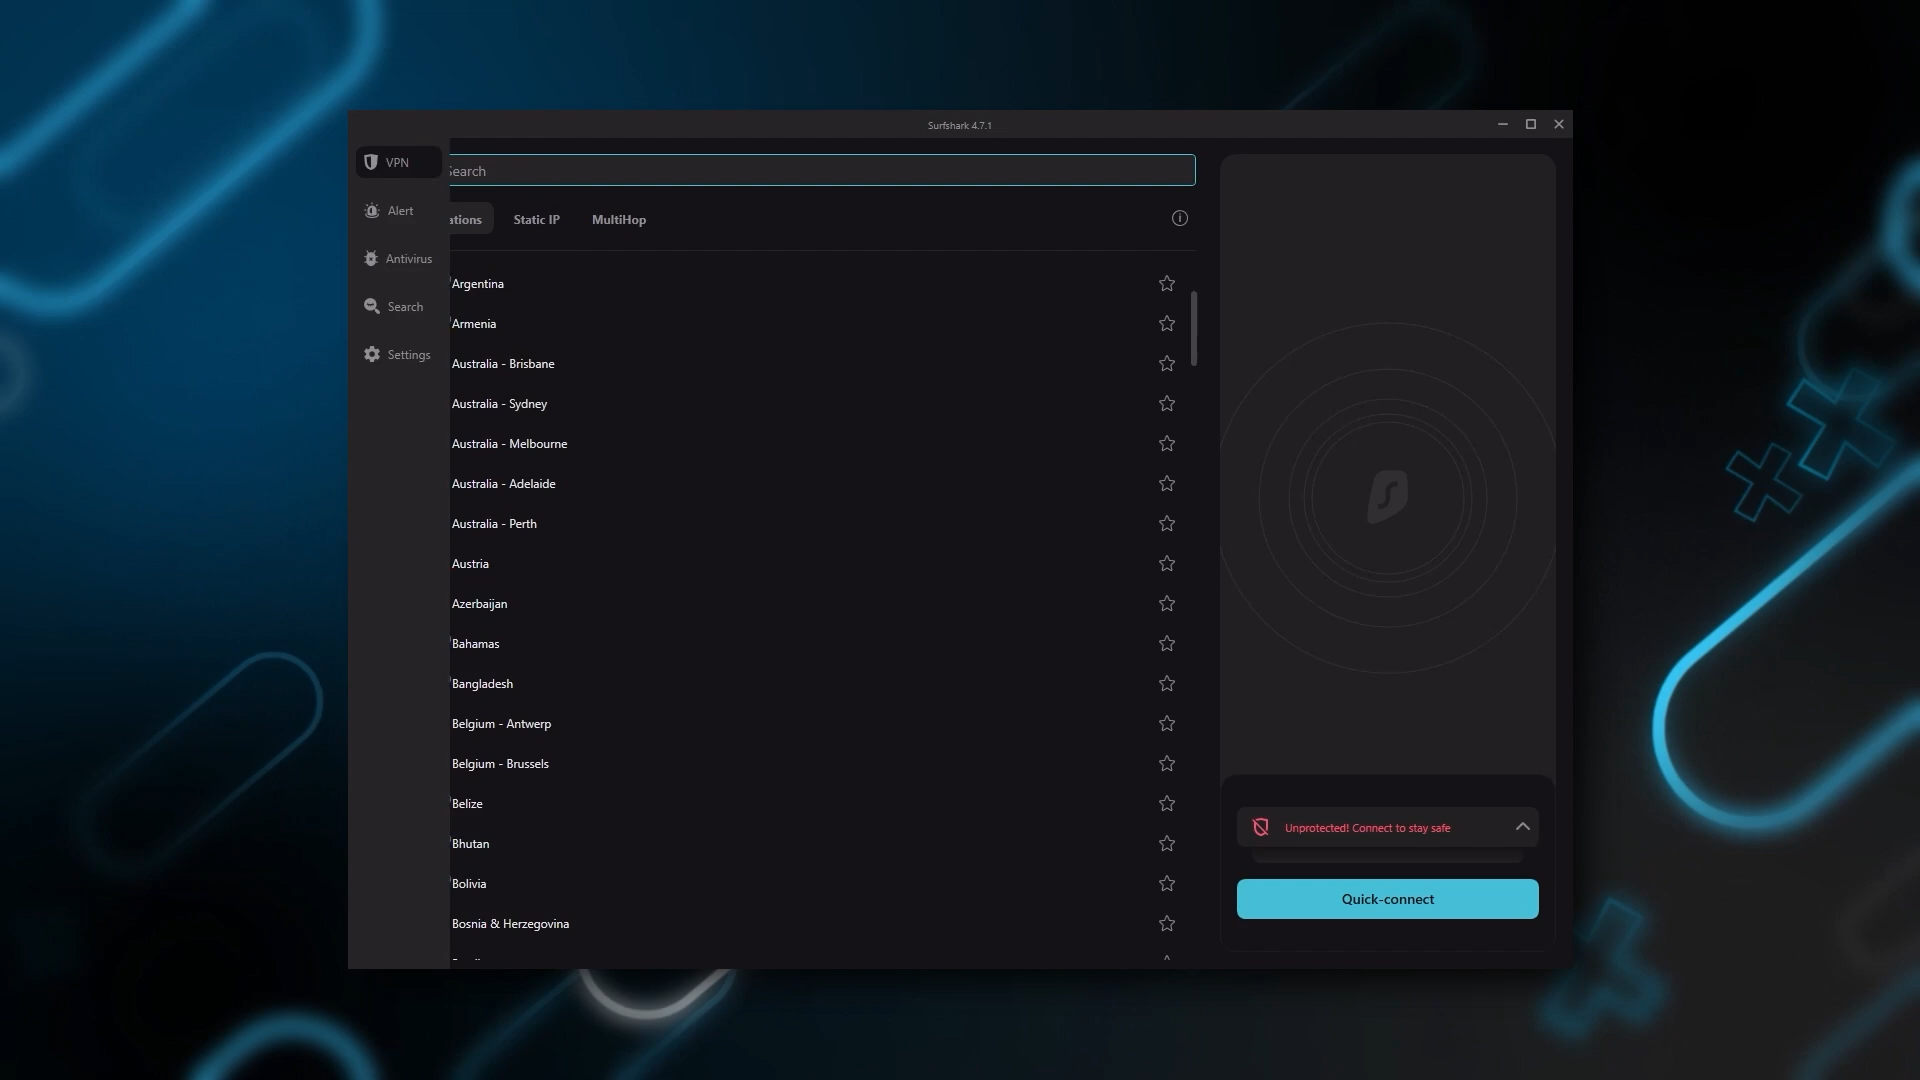 Surfshark 4.7.1
VPN
Alert
Antivirus
Search
Settings
Search
ations
Static IP
MultiHop
Argentina
Armenia
Australia - Brisbane
Australia - Sydney
Australia - Melbourne
Australia - Adelaide
Australia - Perth
Austria
Azerbaijan
Bahamas
Bangladesh
Belgium - Antwerp
Belgium - Brussels
Belize
Bhutan
Bolivia
Bosnia & Herzegovina
Unprotected! Connect to stay safe
Quick-connect